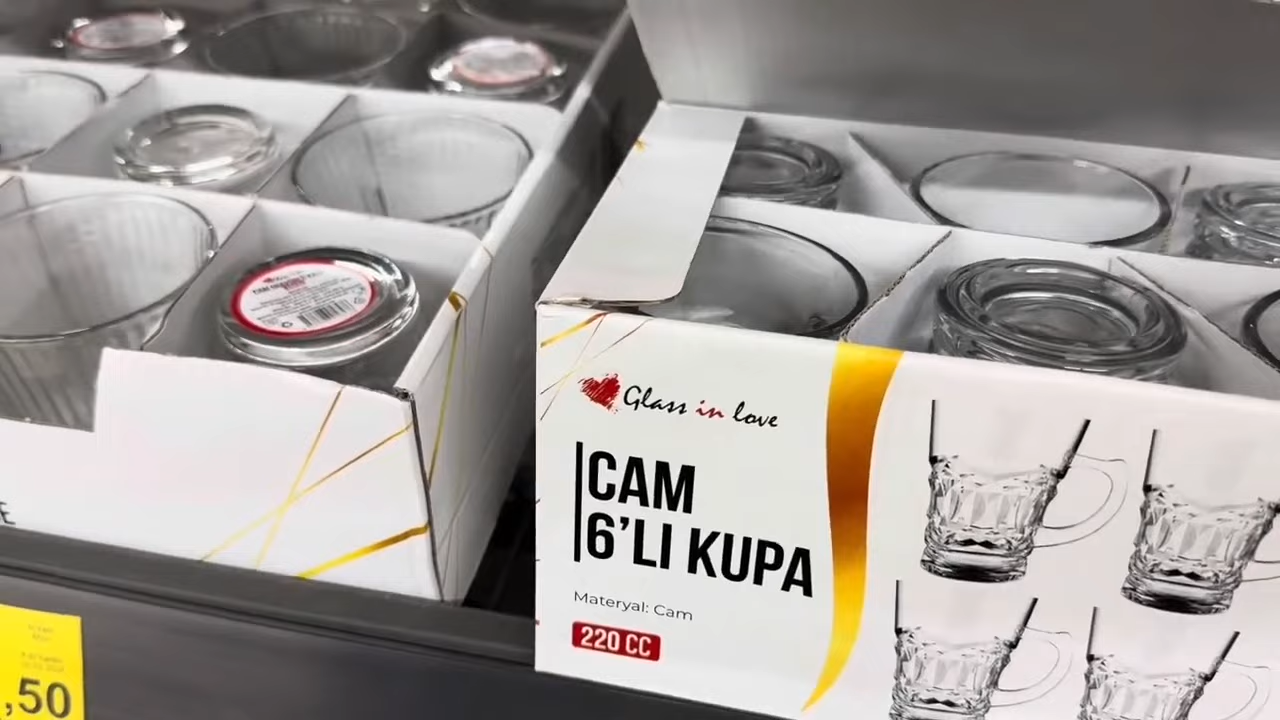 Glass in love
CAM
6'LI KUPA
Materyal: Cam
220 CC
,50